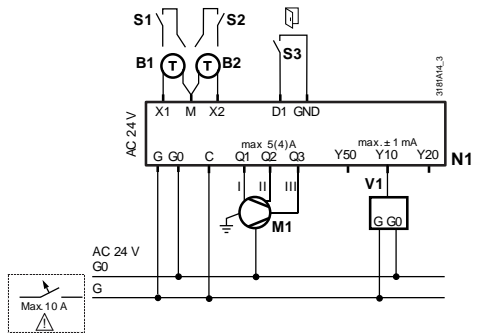 S1 S2
S3
B1 T T B2
3181A14_3
X1 M X2 D1 GND
AC 24 V
max 5(4)A max.± 1 mA
G G0 C Q1 Q2 Q3 Y50 Y10 Y20 N1
I II III V1
M1 G G0
AC 24 V
G0
G
Max.10 A
!